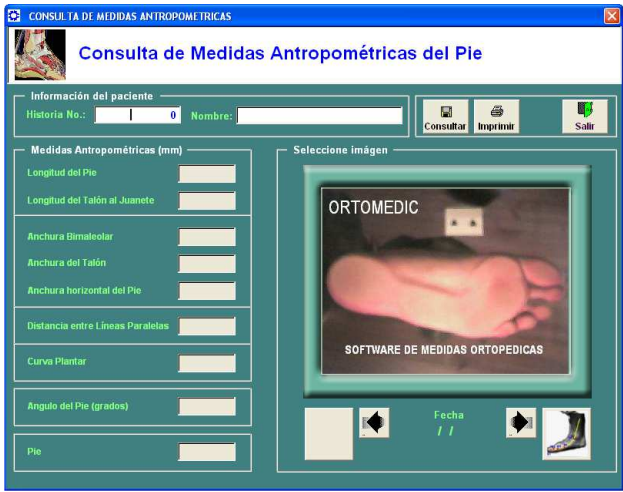 CONSULTA DE MEDIDAS ANTROPOMETRICAS
Consulta de Medidas Antropométricas del Pie
Información del paciente
Historia No.: 0 Nombre:
Consultar Imprimir Salir
Medidas Antropométricas (mm)
Longitud del Pie
Longitud del Talón al Juanete
Anchura Bimaleolar
Anchura del Talón
Anchura horizontal del Pie
Distancia entre Líneas Paralelas
Curva Plantar
Angulo del Pie (grados)
Pie
Seleccione imágen
ORTOMEDIC
SOFTWARE DE MEDIDAS ORTOPEDICAS
Fecha
/ /